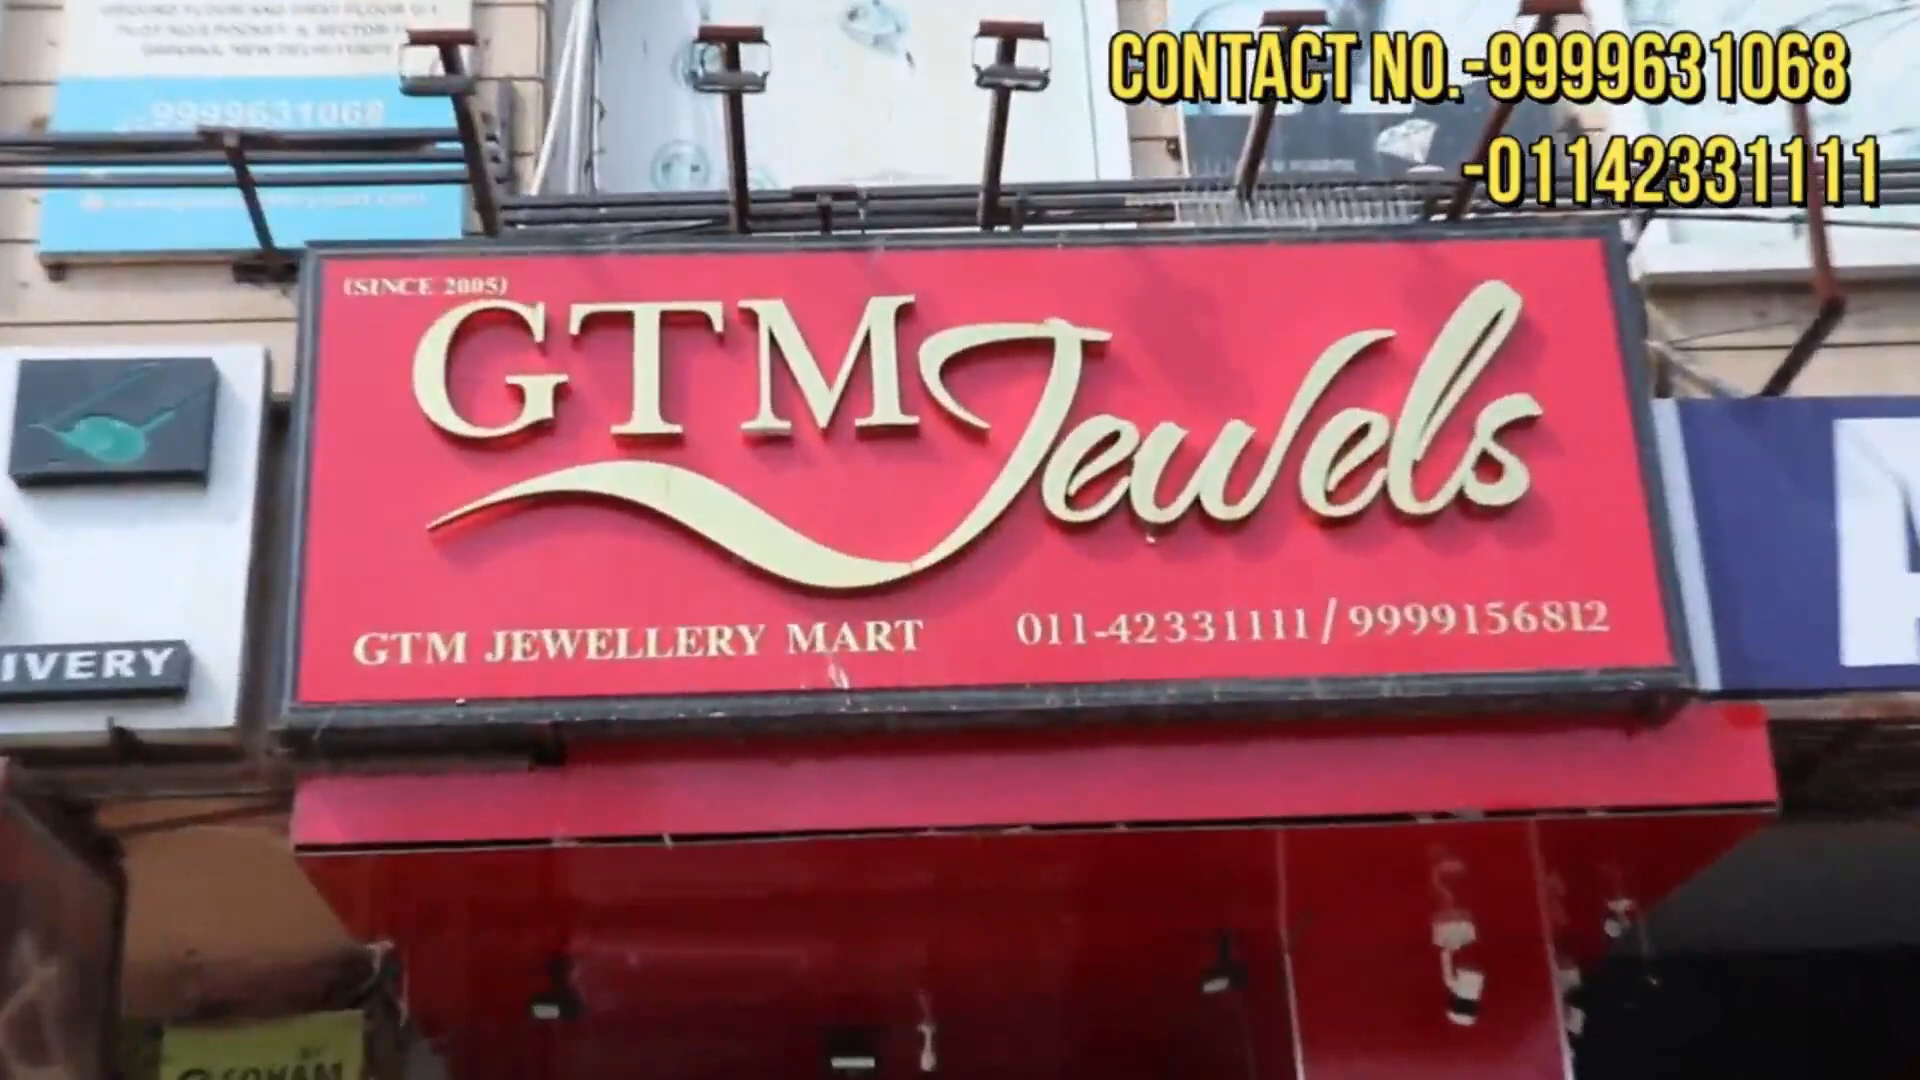 CONTACT NO.-9999631068
-01142331111
9999631068
(SINCE 2005)
GTM Jewels
GTM JEWELLERY MART 011-42331111/9999156812
IVERY